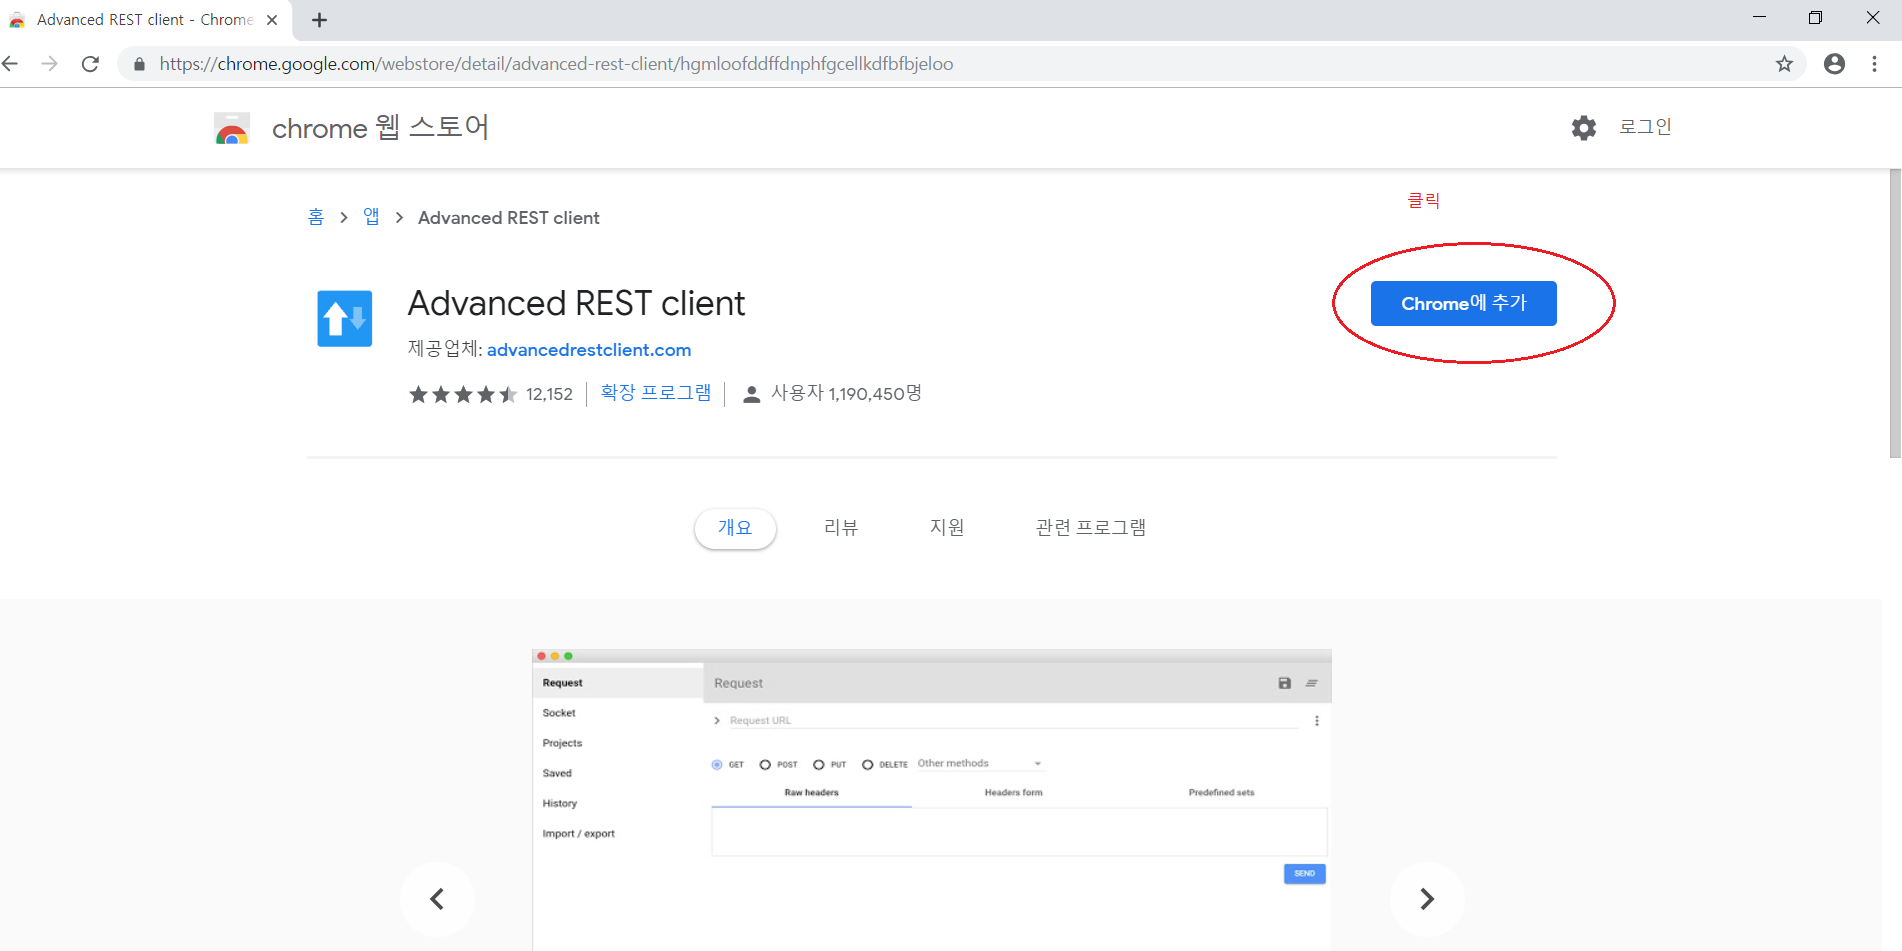 Advanced REST client - Chrome
https://chrome.google.com/webstore/detail/advanced-rest-client/hgmloofddffdnphfgcellkdfbfbjeloo
chrome 웹 스토어
로그인
홈 > 앱 > Advanced REST client
클릭
Advanced REST client
Chrome에 추가
제공업체: advancedrestclient.com
12,152
확장 프로그램
사용자 1,190,450명
개요
리뷰
지원
관련 프로그램
Request
Request
Socket
Request URL
Projects
GET
POST
PUT
DELETE
Other methods
Saved
Raw headers
Headers form
Predefined sets
History
Import / export
SEND